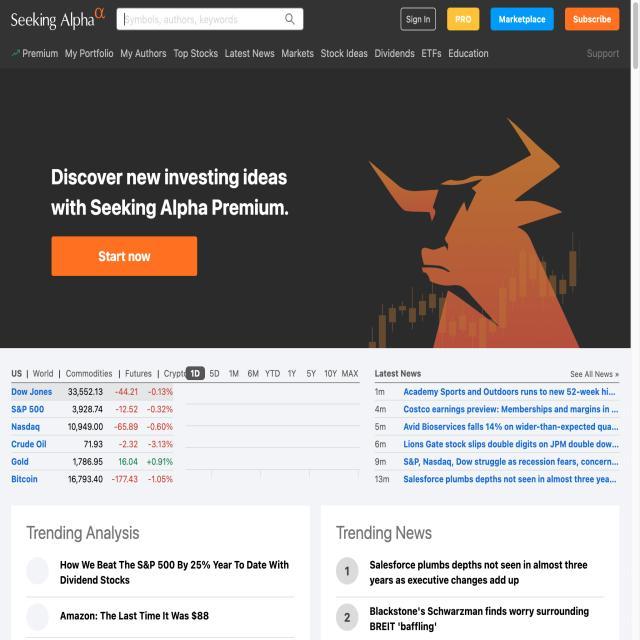 Seeking Alpha α
Symbols, authors, keywords
Sign In
PRO
Marketplace
Subscribe
Premium My Portfolio My Authors Top Stocks Latest News Markets Stock Ideas Dividends ETFs Education Support
Discover new investing ideas
with Seeking Alpha Premium.
Start now
US | World | Commodities | Futures | Crypto 1D 5D 1M 6M YTD 1Y 5Y 10Y MAX
Dow Jones 33,552.13 -44.21 -0.13%
S&P 500 3,928.74 -12.52 -0.32%
Nasdaq 10,949.00 -65.89 -0.60%
Crude Oil 71.93 -2.32 -3.13%
Gold 1,786.95 16.04 +0.91%
Bitcoin 16,793.40 -177.43 -1.05%
Latest News See All News »
1m Academy Sports and Outdoors runs to new 52-week hi...
4m Costco earnings preview: Memberships and margins in ...
5m Avid Bioservices falls 14% on wider-than-expected qua...
6m Lions Gate stock slips double digits on JPM double dow...
9m S&P, Nasdaq, Dow struggle as recession fears, concern...
13m Salesforce plumbs depths not seen in almost three yea...
Trending Analysis
How We Beat The S&P 500 By 25% Year To Date With
Dividend Stocks
Amazon: The Last Time It Was $88
Trending News
1 Salesforce plumbs depths not seen in almost three
years as executive changes add up
2 Blackstone's Schwarzman finds worry surrounding
BREIT 'baffling'